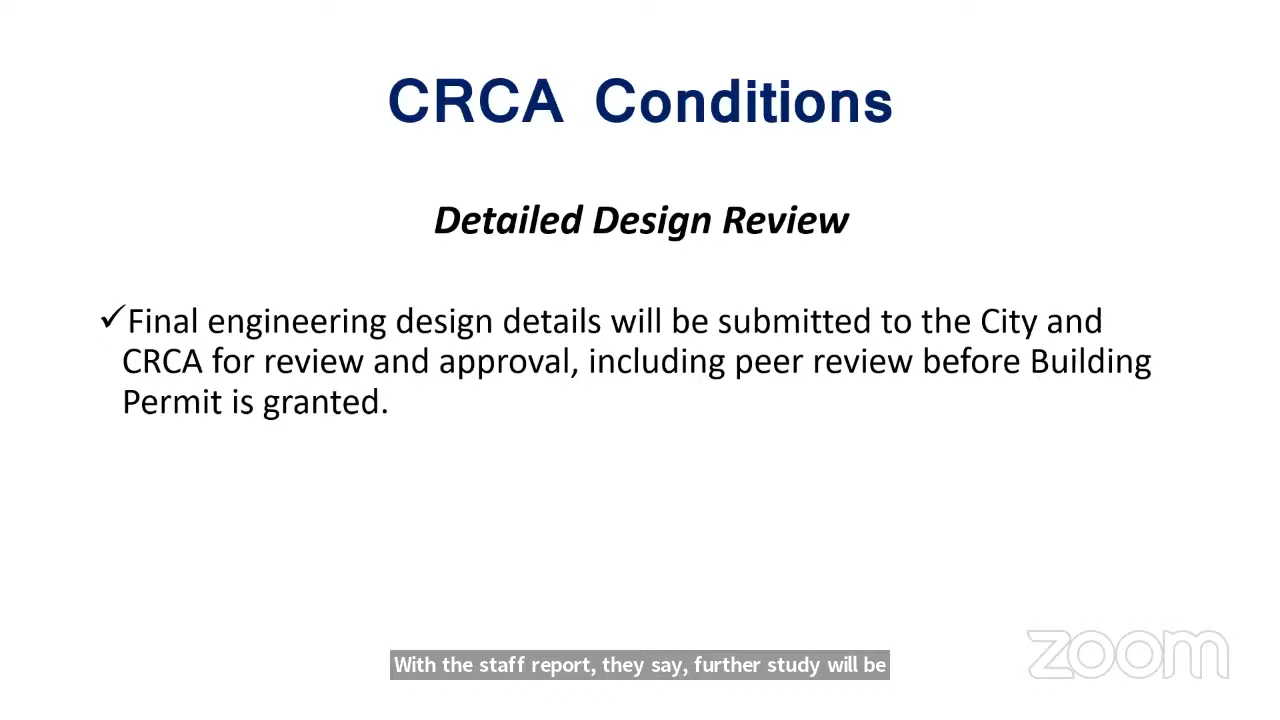 CRCA Conditions
Detailed Design Review
✓Final engineering design details will be submitted to the City and
CRCA for review and approval, including peer review before Building
Permit is granted.
zoom
With the staff report, they say, further study will be